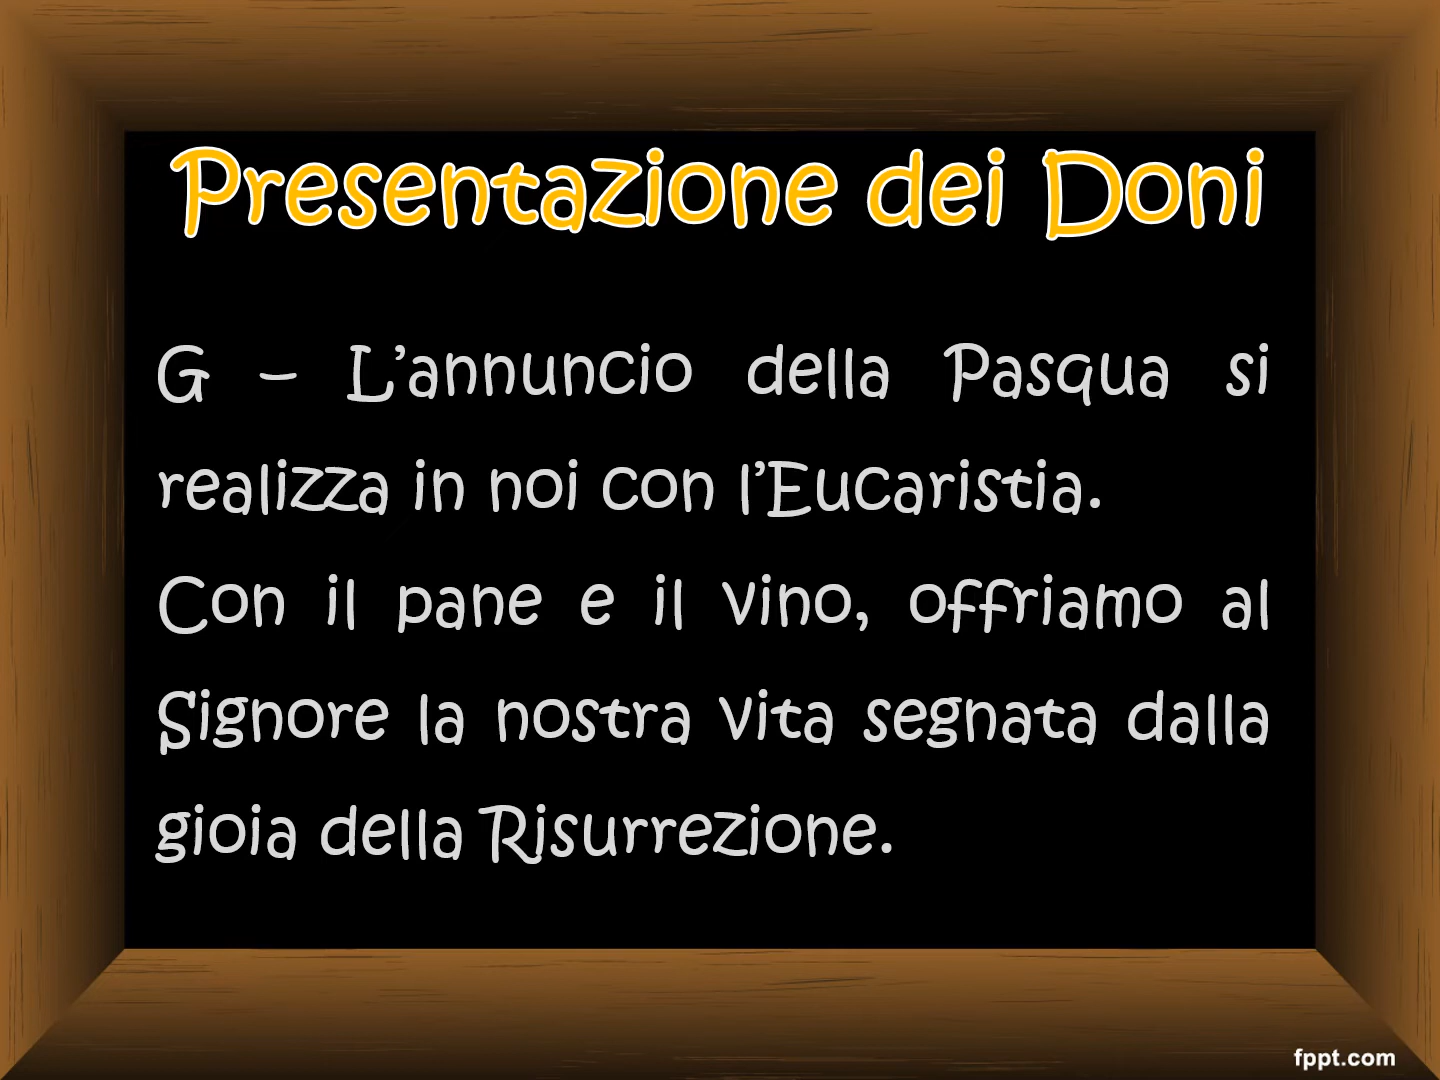 Presentazione dei Doni
G – L’annuncio della Pasqua si
realizza in noi con l’Eucaristia.
Con il pane e il vino, offriamo al
Signore la nostra vita segnata dalla
gioia della Risurrezione.
fppt.com